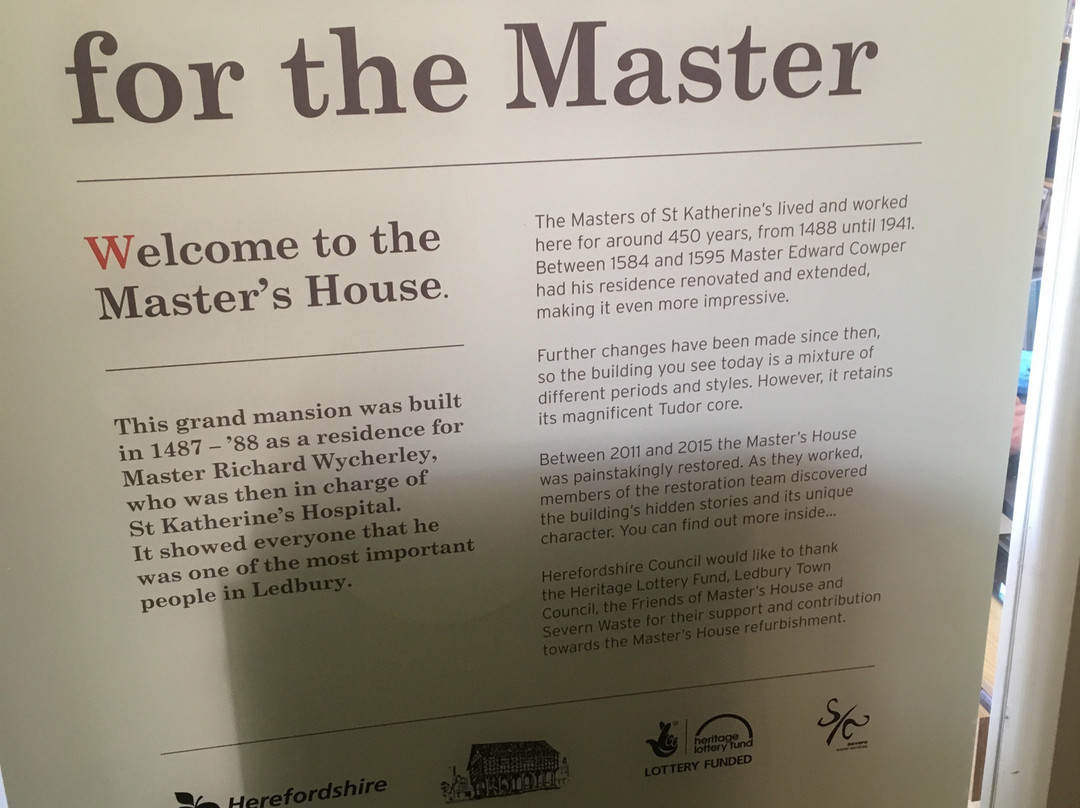 for the Master
Welcome to the
Master's House.
This grand mansion was built
in 1487 – '88 as a residence for
Master Richard Wycherley,
who was then in charge of
St Katherine's Hospital.
It showed everyone that he
was one of the most important
people in Ledbury.
The Masters of St Katherine's lived and worked
here for around 450 years, from 1488 until 1941.
Between 1584 and 1595 Master Edward Cowper
had his residence renovated and extended,
making it even more impressive.
Further changes have been made since then,
so the building you see today is a mixture of
different periods and styles. However, it retains
its magnificent Tudor core.
Between 2011 and 2015 the Master's House
was painstakingly restored. As they worked,
members of the restoration team discovered
the building's hidden stories and its unique
character. You can find out more inside...
Herefordshire Council would like to thank
the Heritage Lottery Fund, Ledbury Town
Council, the Friends of Master's House and
Severn Waste for their support and contribution
towards the Master's House refurbishment.
Herefordshire
heritage
lottery fund
LOTTERY FUNDED